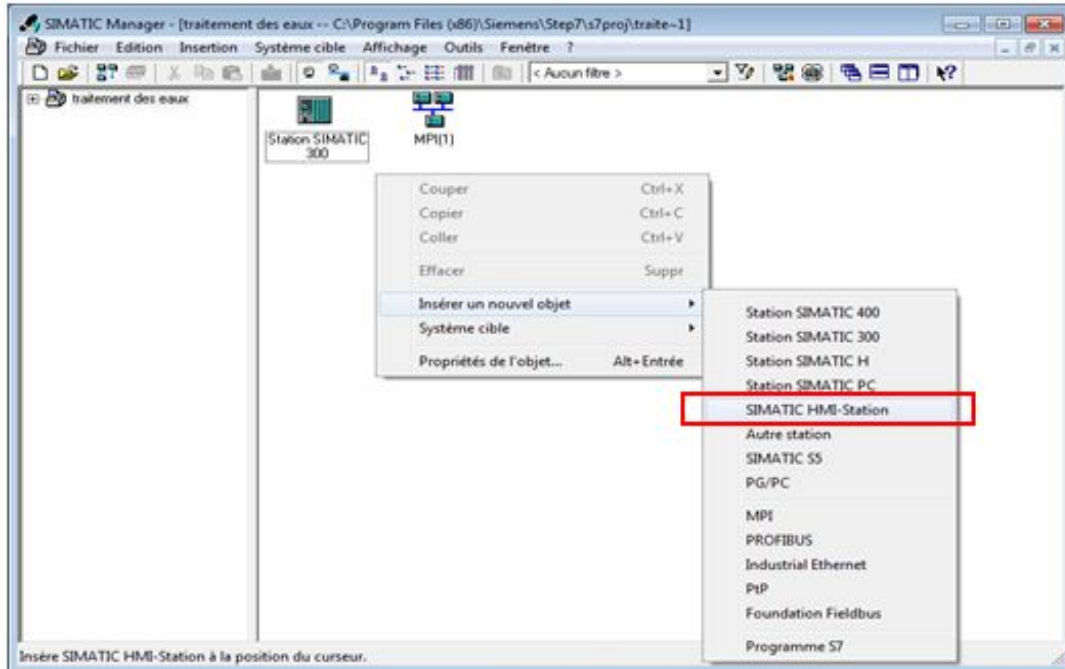 SIMATIC Manager - [traitement des eaux -- C:\Program Files (x86)\Siemens\Step7\s7proj\traite~1]
Fichier Edition Insertion Système cible Affichage Outils Fenêtre ?
< Aucun filtre >
traitement des eaux
Station SIMATIC 300
MPI(1)
Couper Ctrl+X
Copier Ctrl+C
Coller Ctrl+V
Effacer Suppr
Insérer un nouvel objet
Système cible
Propriétés de l'objet... Alt+Entrée
Station SIMATIC 400
Station SIMATIC 300
Station SIMATIC H
Station SIMATIC PC
SIMATIC HMI-Station
Autre station
SIMATIC S5
PG/PC
MPI
PROFIBUS
Industrial Ethernet
PtP
Foundation Fieldbus
Programme S7
Insère SIMATIC HMI-Station à la position du curseur.